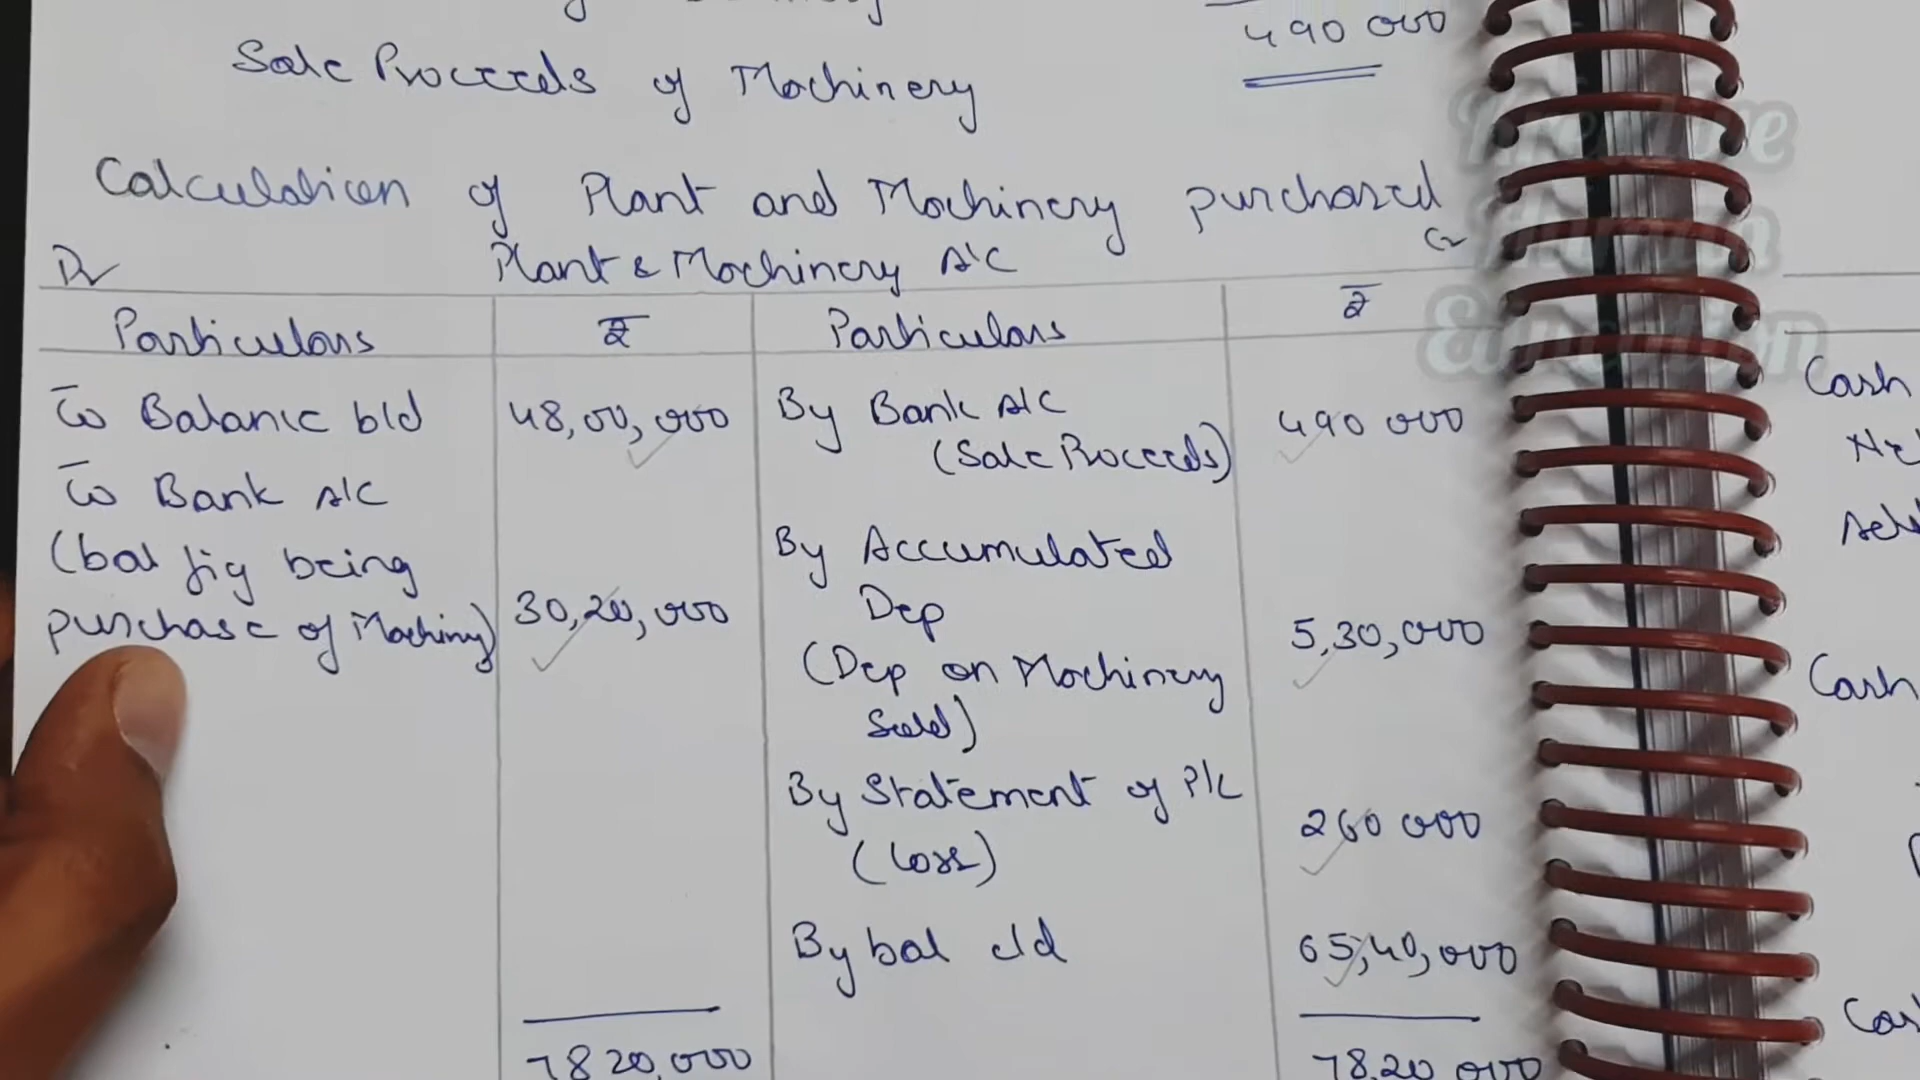 490 000
Sale Proceeds of Machinery
Calculation of Plant and Machinery purchased
Dr Plant & Machinery A/C Cr
Particulars ₹ Particulars ₹
To Balance b/d 48,00,000 By Bank A/C 490 000
(Sale Proceeds)
To Bank A/C
(bal fig being By Accumulated
purchase of Machiny) 30,20,000 Dep 5,30,000
(Dep on Machinery
Sold)
By Statement of P/L 260 000
(Loss)
By bal c/d 65,40,000
7820,000 78,20 000
Education
Cash
Cash